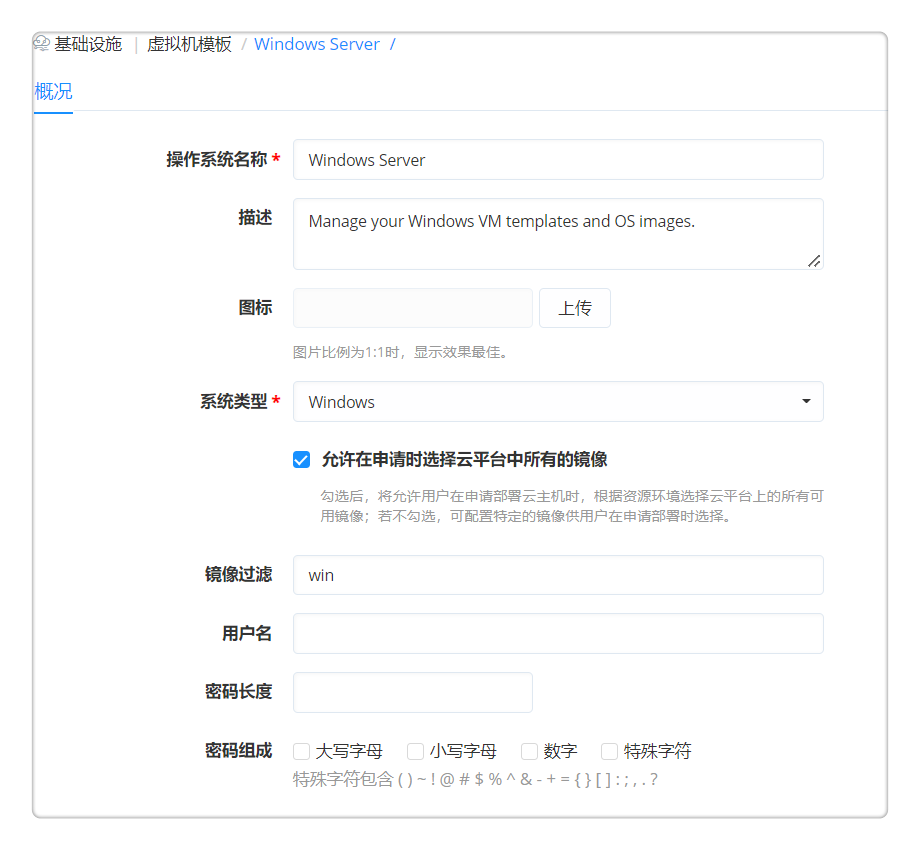 基础设施 | 虚拟机模板 / Windows Server /
概况
操作系统名称 * Windows Server
描述 Manage your Windows VM templates and OS images.
图标 上传
图片比例为1:1时，显示效果最佳。
系统类型 * Windows
允许在申请时选择云平台中所有的镜像
勾选后，将允许用户在申请部署云主机时，根据资源环境选择云平台上的所有可
用镜像；若不勾选，可配置特定的镜像供用户在申请部署时选择。
镜像过滤 win
用户名
密码长度
密码组成 大写字母 小写字母 数字 特殊字符
特殊字符包含 ( ) ~ ! @ # $ % ^ & - + = { } [ ] : ; , . ?